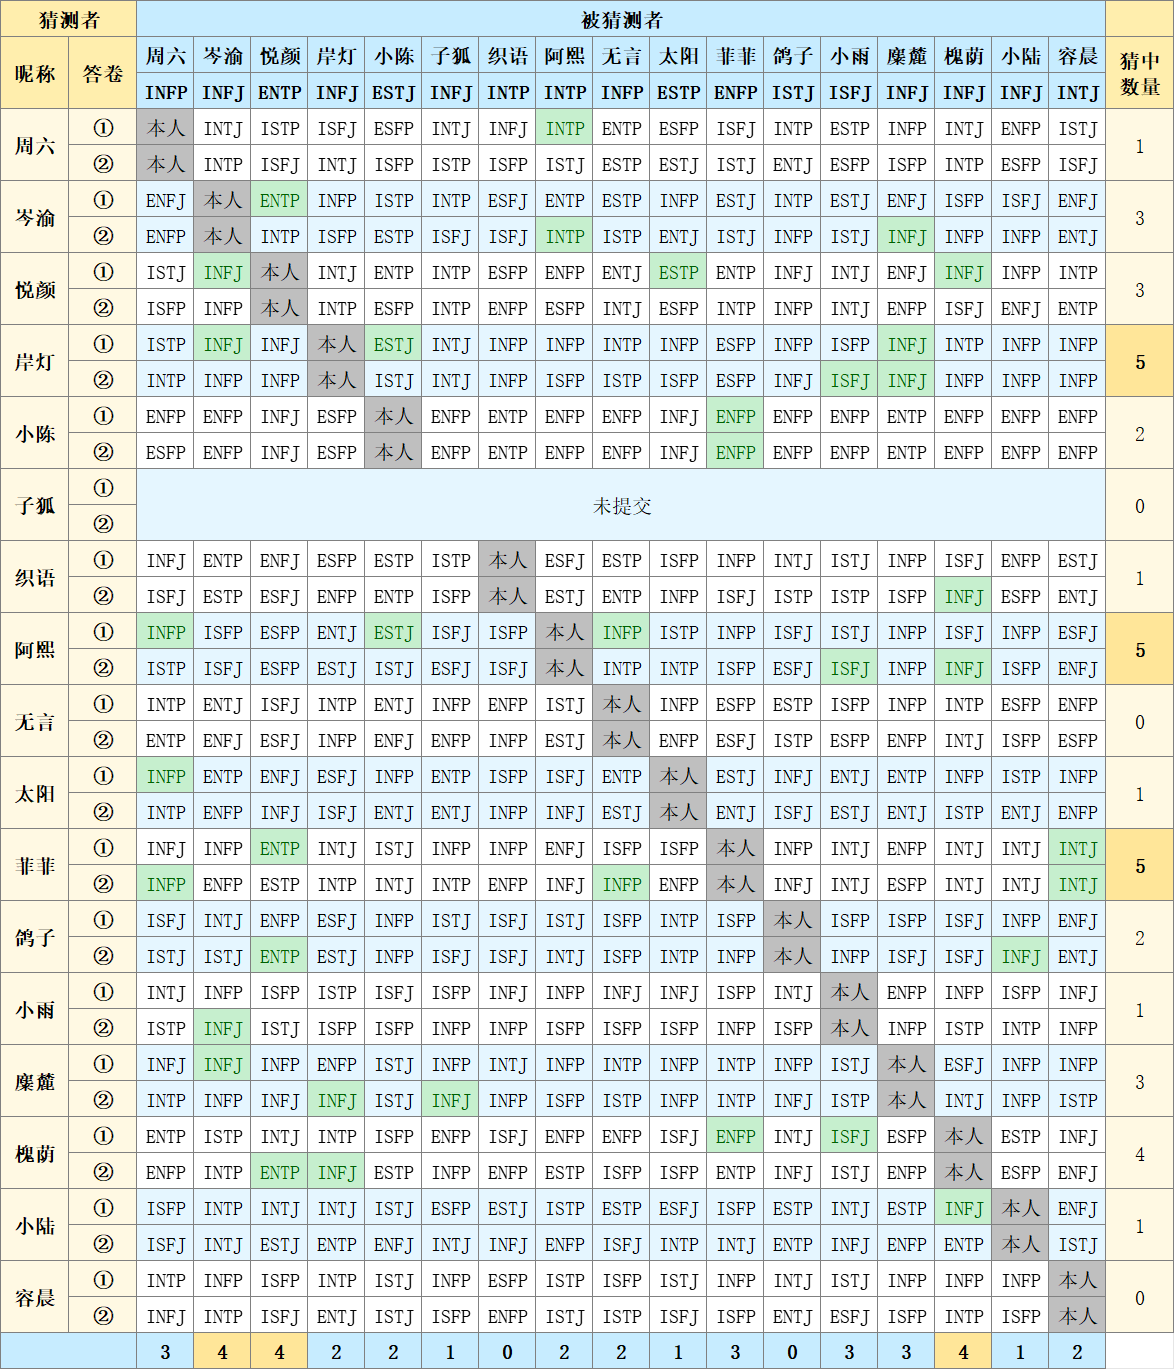 猜测者 被猜测者
昵称 答卷 周六 岑渝 悦颜 岸灯 小陈 子狐 织语 阿熙 无言 太阳 菲菲 鸽子 小雨 麋麓 槐荫 小陆 容晨 猜中数量
INFP INFJ ENTP INFJ ESTJ INFJ INTP INTP INFP ESTP ENFP ISTJ ISFJ INFJ INFJ INFJ INTJ
周六 ① 本人 INTJ ISTP ISFJ ESFP INTJ INFJ INTP ENTP ESFP ISFJ INTP ESTP INFP INTJ ENFP ISTJ 1
② 本人 INTP ISFJ INTJ ISFP ISTP ISFP ISTJ ESTP ESTJ ISTJ ENTJ ESFP ISFP INTP ESFP ISFJ
岑渝 ① ENFJ 本人 ENTP INFP ISTP INTP ESFJ ENTP ESTP INFP ESTJ INTP ESTJ ENFJ ISFP ISFJ ENFJ 3
② ENFP 本人 INTP ISFP ESTP ISFJ ISFJ INTP ISTP ENTJ ISTJ INFP ISTJ INFJ INFP INFP ENTJ
悦颜 ① ISTJ INFJ 本人 INTJ ENTP INTP ESFP ENFP ENTJ ESTP ENTP INFJ INTJ ENFJ INFJ INFP INTP 3
② ISFP INFP 本人 INTP ESFP INTP ENFP ESFP INTJ ESFP INTP INFP INTJ ENFP ISFJ ENFJ ENTP
岸灯 ① ISTP INFJ INFJ 本人 ESTJ INTJ INFP INFP INTP INFP ESFP INFP ISFP INFJ INTP INFP INFP 5
② INTP INFP INFP 本人 ISTJ INTJ INFP ISFP ISTP ISFP ESFP INFJ ISFJ INFJ INFP INFP INFP
小陈 ① ENFP ENFP INFJ ESFP 本人 ENFP ENTP ENFP ENFP INFJ ENFP ENFP ENFP ENTP ENFP ENFP ENFP 2
② ESFP ENFP INFJ ESFP 本人 ENFP ENTP ENFP ENFP INFJ ENFP ENFP ENFP ENTP ENFP ENFP ENFP
子狐 ① 未提交 0
②
织语 ① INFJ ENTP ENFJ ESFP ESTP ISTP 本人 ESFJ ESTP ISFP INFP INTJ ISTJ INFP ISFJ ENFP ESTJ 1
② ISFJ ESTP ESFJ ENFP ENTP ISFP 本人 ESTJ ENTP INFP ISFJ ISTP ISTP ISFP INFJ ESFP ENTJ
阿熙 ① INFP ISFP ESFP ENTJ ESTJ ISFJ ISFP 本人 INFP ISTP INFP ISFJ ISTJ INFP ISFJ INFP ESFJ 5
② ISTP ISFJ ESFP ESTJ ISTJ ESFJ ISFJ 本人 INTP INTP ISFP ESFJ ISFJ INFP INFJ ISFP ENFJ
无言 ① INTP ENTJ ISFJ INTP ENTJ INFP ENFP ISTJ 本人 INFP ESFP ESTP ISFP INFP INTP ESFP ENFP 0
② ENTP ENFJ ESFJ INFP ENFJ ENFP INFP ESTJ 本人 ENFP ESFJ ISTP ESFP ENFP INTJ ISFP ESFP
太阳 ① INFP ENTP ENFJ ESFJ INFP ENTP ISFP ISFJ ENTP 本人 ESTJ INFJ ENTJ ENTP INFP ISTP INFP 1
② INTP ENFP INFJ ISFJ ENTJ ENTJ INFP INFJ ESTJ 本人 ENTJ ISFJ ESTJ ENTJ ISTP ENTJ ENFP
菲菲 ① INFJ INFP ENTP INTJ ISTJ INFP INFP ENFJ ISFP ISFP 本人 INFP INTJ ENFP INTJ INTJ INTJ 5
② INFP ENFP ESTP INTP INTJ INTP ENFP INFJ INFP ENFP 本人 INFJ INTJ ESFP INTJ INTJ INTJ
鸽子 ① ISFJ INTJ ENFP ESFJ INFP ISTJ ISFJ ISTJ ISFP INTP ISFP 本人 ISFP ISFP ISFJ INFP ENFJ 2
② ISTJ ISTJ ENTP ESTJ INFP ISFJ ISFJ INTJ ISFP INTP INFP 本人 INFP ISFJ ISFJ INFJ ENTJ
小雨 ① INTJ INFP ISFP ISTP ISFJ ISFP INFJ INFP INFJ INFJ ISFP INTJ 本人 ENFP INFP ISFP INFJ 1
② ISTP INFJ ISTJ ISFP ISFP INFP INFP ISFP ISFP ISFP INFP ISFP 本人 INFP ISTP INTP INFP
麋麓 ① INFJ INFJ INFP ENFP ISTJ INFP INTJ INFP INTP INFP INTP INFP ISTJ 本人 ESFJ INFP INFP 3
② INTP INFP INFJ INFJ ISTJ INFJ INFP ISFP ISTP INFP INTP INFJ ISTP 本人 INTJ INFP ISTP
槐荫 ① ENTP ISTP INTJ INTP ISFP ENFP ISFJ ENFP ENFP ISFJ ENFP INTJ ISFJ ESFP 本人 ESTP INFJ 4
② ENFP INTP ENTP INFJ ESTP INFP ENFP ESTP ISFP ISFP ENTP INFJ ISTJ ENFP 本人 ESFP ENFJ
小陆 ① ISFP INTP INTJ INTJ ISTJ ESFP ESTJ ISTP ESTP ESFJ ISFP ESTP INTJ ESTP INFJ 本人 ENFJ 1
② ISFJ INTJ ESTJ ENTP ENFJ INTJ INFJ ENFP ISFJ INTP INTJ ENTP INFJ ENFP ENTP 本人 ISTJ
容晨 ① INTP INFP ISFP INTP ISTJ INFP ESFP ISTP ISFP ISTJ INFP INTJ ISTJ INFP INFP INFP 本人 0
② INFJ INTP ISFJ ENTJ ISTJ ISFP ENFP ISTJ ISTP ISFJ ISFP ENTJ ESFJ ISFP INTP ISFP 本人
3 4 4 2 2 1 0 2 2 1 3 0 3 3 4 1 2